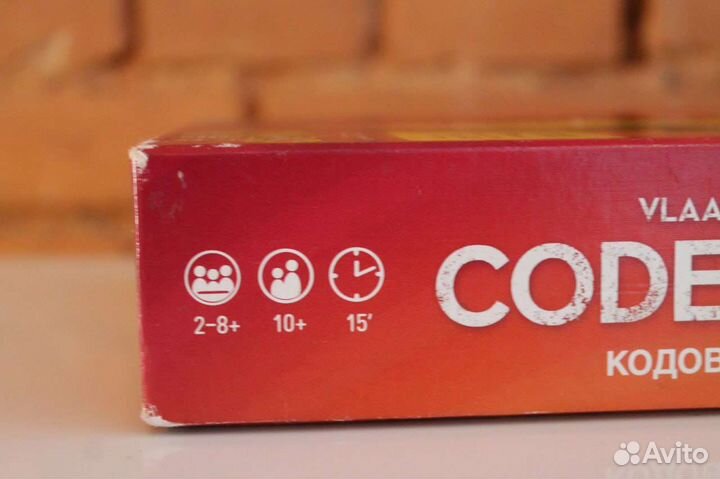 VLAA
CODE
КОДОВ
2–8+ 10+ 15’
Avito